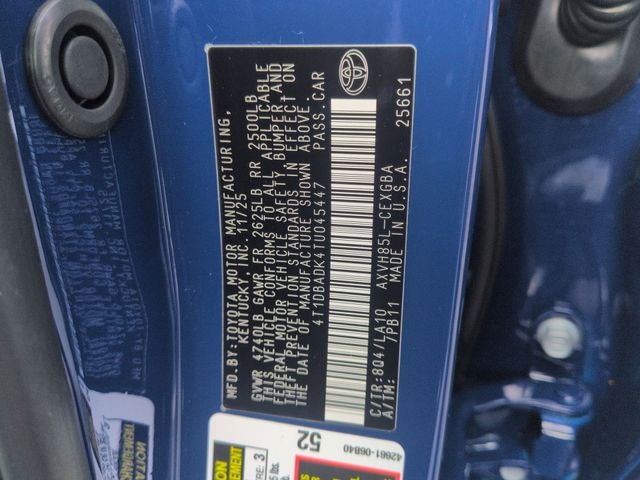 MFD.BY:TOYOTA MOTOR MANUFACTURING,
KENTUCKY, INC. 11/25
GVWR 4740LB GAWR FR 2625LB RR 2500LB
THIS VEHICLE CONFORMS TO ALL APPLICABLE
FEDERAL MOTOR VEHICLE SAFETY BUMPER, AND
THEFT PREVENTION STANDARDS IN EFFECT ON
DATE OF MANUFACTURE SHOWN ABOVE.
4T1DBADK4TU045447 PASS.CAR
C/TR:8Q4/LA10 AXVH85L-CEXGBA
A/TM: /PB11 MADE IN U.S.A. 25661
52
42661-06B40